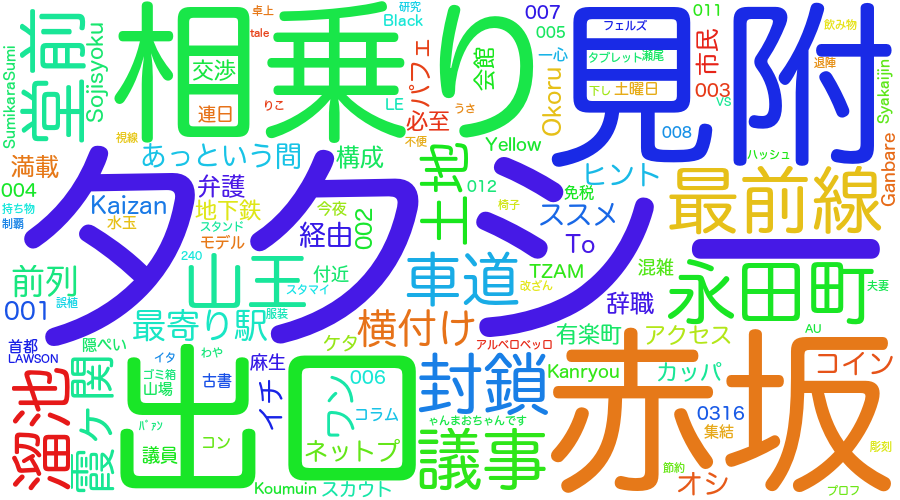 SumikaraSumi
堂前
Sojisyoku
相乗り
卓上
研究
tale
LE
Black
007
005
フェルズ
011
飲み物
見附
交渉
連日
りこ
パフェ
必至
うさ
不便
会館
Okoru
一心
タブレット
瀬尾
下し
土曜日
市民
003
VS
008
退陣
Syakaijin
視線
満載
004
持ち物
制覇
あっという間
構成
弁護
Kaizan
水玉
地下鉄
スタンド
モデル
今夜
経由
002
土地
012
Yellow
椅子
免税
ヒント
ススメ
To
最前線
ハッシュ
Ganbare
タクシー
前列
001
誤植
山王
240
スタマイ
付近
服装
車道
TZAM
改ざん
混雑
辞職
永田町
夫妻
首都
LAWSON
隠ぺい
最寄り駅
イタ
わや
麻生
ケタ
横付け
アルベロベッロ
有楽町
アクセス
AU
溜池
霞ヶ関
ゴミ箱
山場
古書
出口
イチ
ワン
006
コラム
封鎖
Kanryou
カッパ
赤坂
コイン
0316
集結
ﾊﾞｧﾝ
議員
コン
ネットプ
ゃんまおちゃんです
議事
彫刻
節約
オシ
プロフ
Koumuin
スカウト